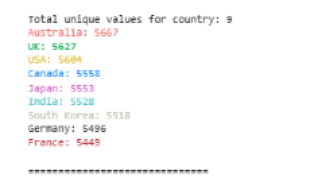 Total unique values for country: 9
Australia: 5667
UK: 5627
USA: 5604
Canada: 5558
Japan: 5553
India: 5528
South Korea: 5518
Germany: 5496
France: 5449
==============================